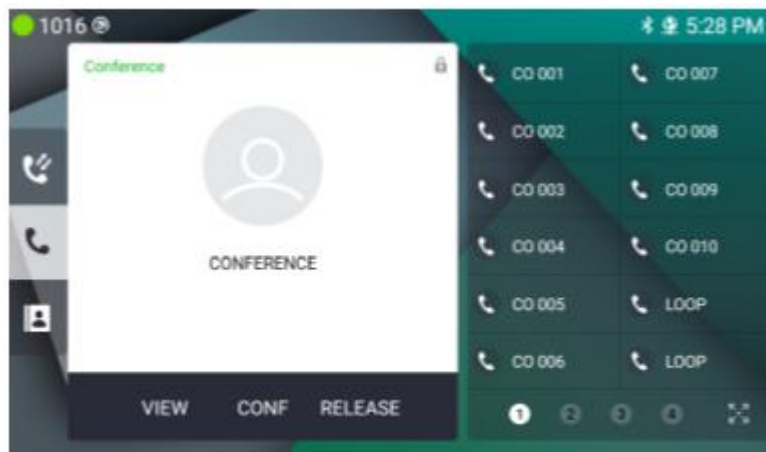 1016
5:28 PM
Conference
CONFERENCE
VIEW CONF RELEASE
CO 001 CO 007
CO 002 CO 008
CO 003 CO 009
CO 004 CO 010
CO 005 LOOP
CO 006 LOOP
1 2 3 4